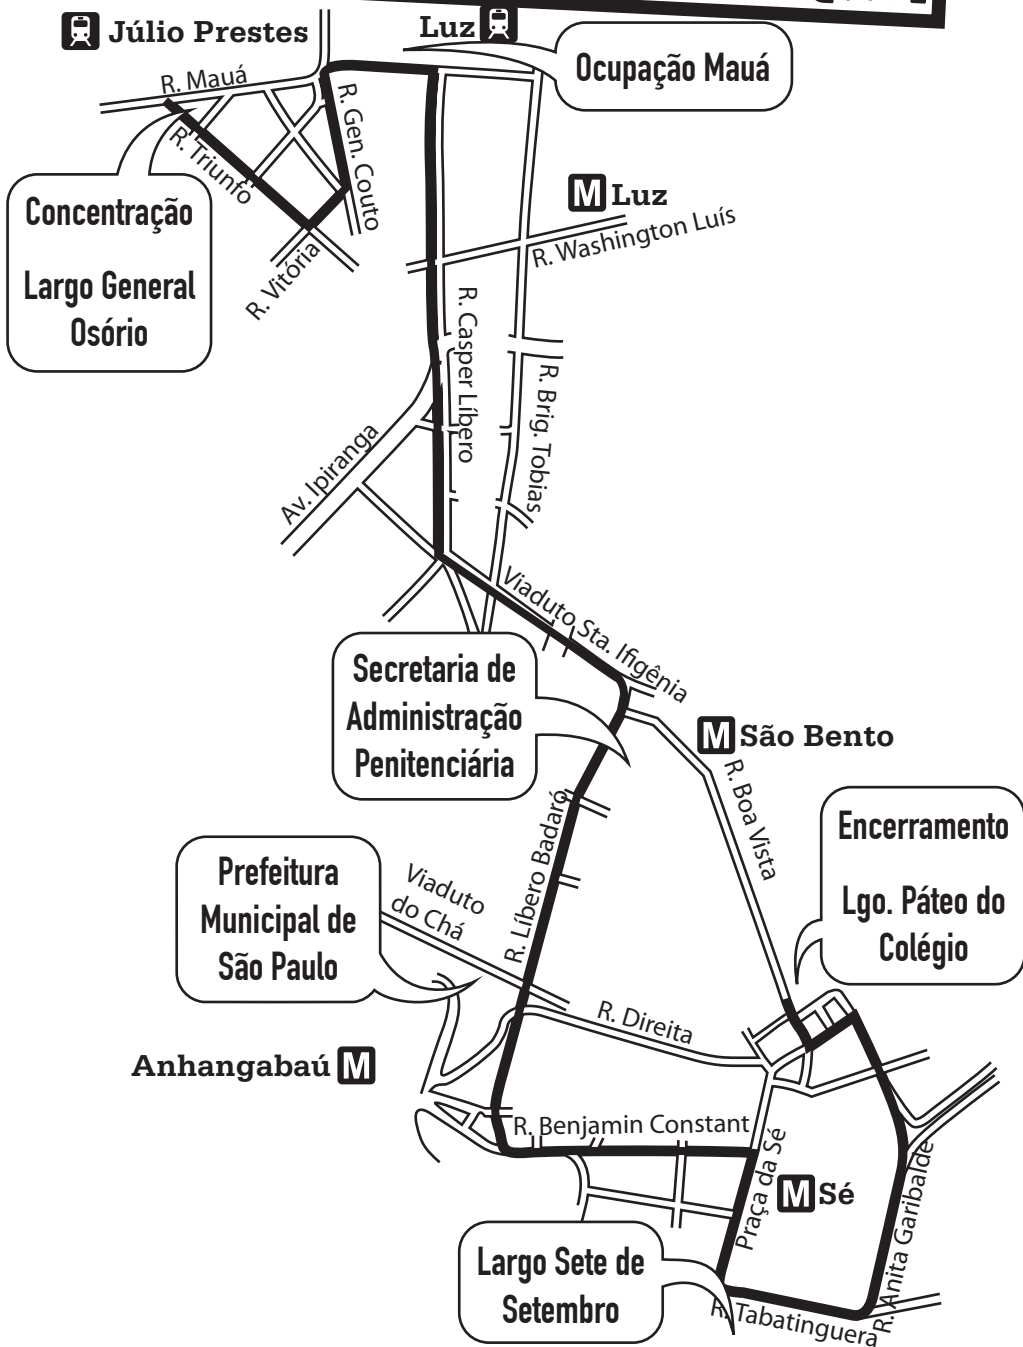 Júlio Prestes
Luz
Ocupação Mauá
R. Mauá
R. Triunfo
R. Gen. Couto
R. Vitória
Concentração
Largo General
Osório
M Luz
R. Washington Luís
R. Casper Líbero
R. Brig. Tobias
Av. Ipiranga
Viaduto Sta. Ifigênia
Secretaria de
Administração
Penitenciária
M São Bento
R. Boa Vista
R. Líbero Badaró
Encerramento
Lgo. Páteo do
Colégio
Prefeitura
Municipal de
São Paulo
Viaduto
do Chá
R. Direita
Anhangabaú M
R. Benjamin Constant
Praça da Sé
M Sé
R. Anita Garibalde
Largo Sete de
Setembro
R. Tabatinguera